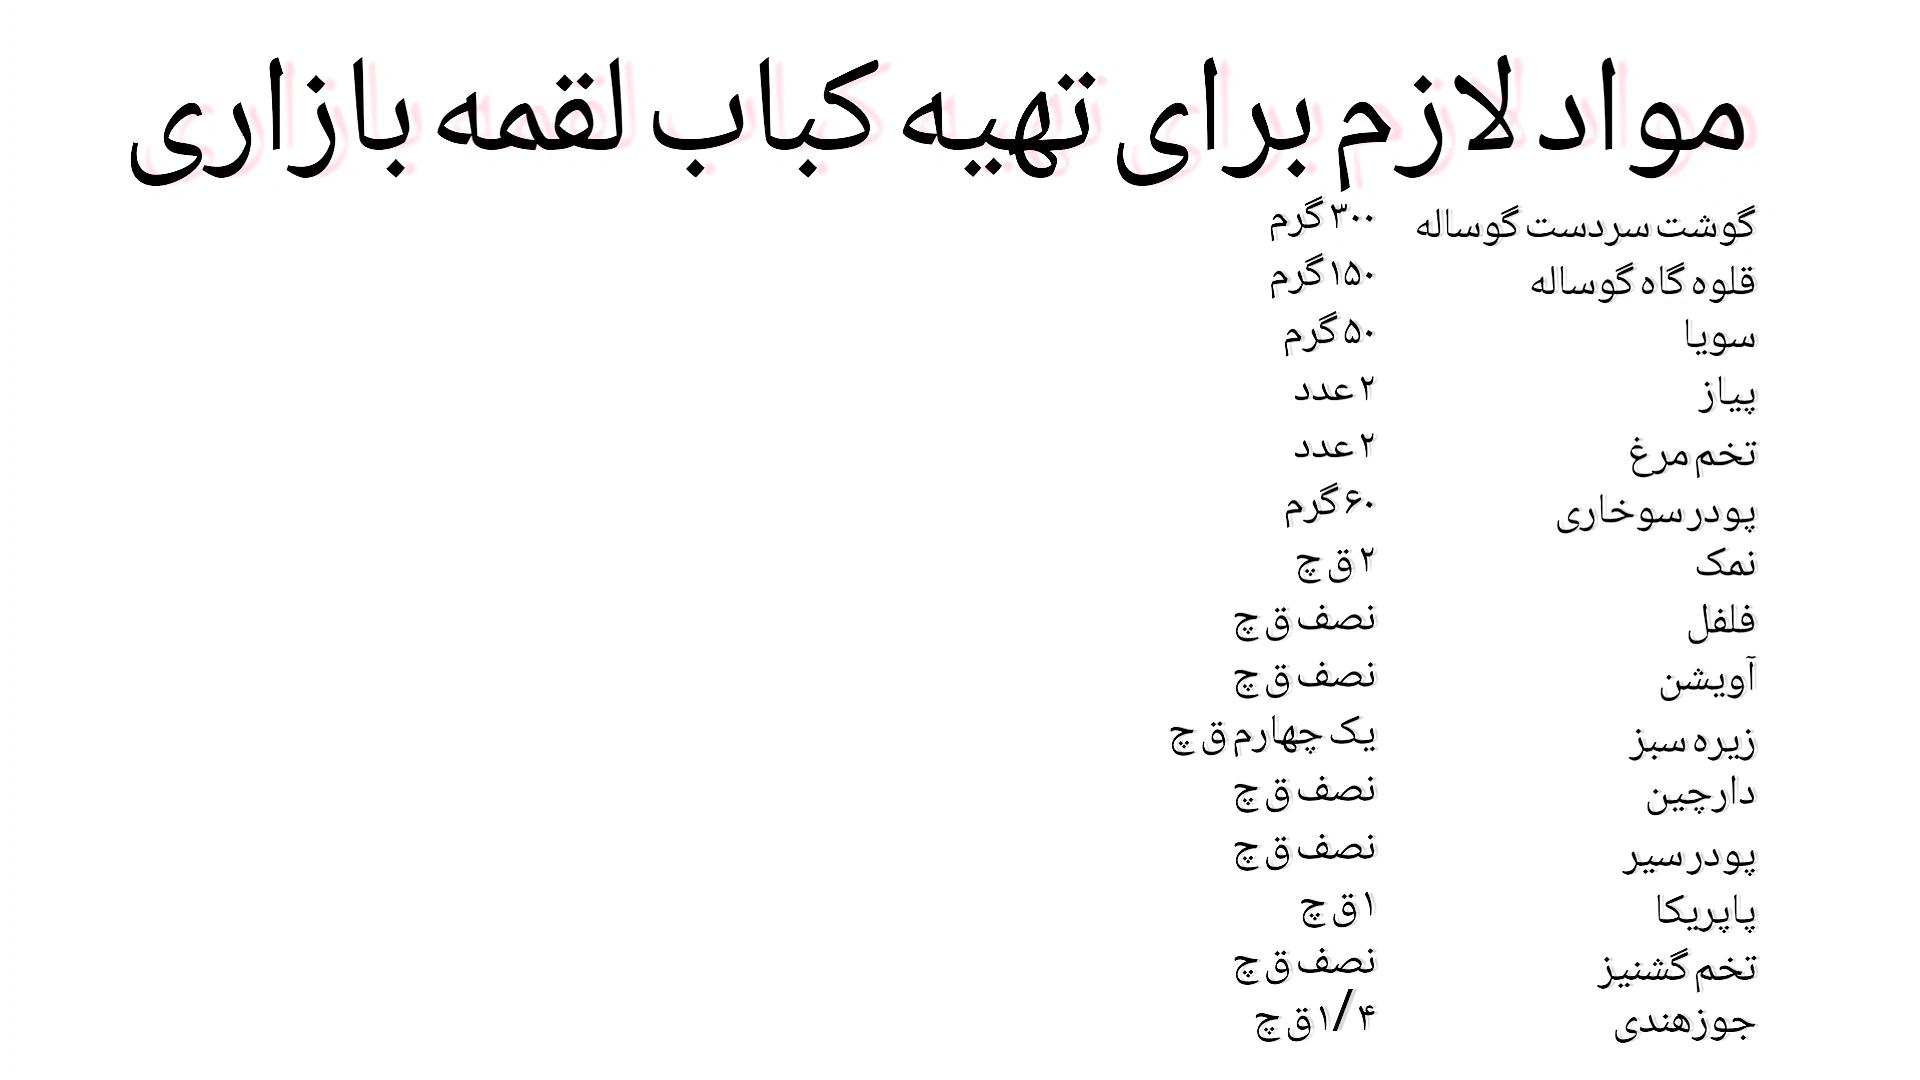 مواد لازم برای تهیه کباب لقمه بازاری
گوشت سردست گوساله ۳۰۰ گرم
قلوه گاه گوساله ۱۵۰ گرم
سویا ۵۰ گرم
پیاز ۲ عدد
تخم مرغ ۲ عدد
پودر سوخاری ۶۰ گرم
نمک ۲ ق چ
فلفل نصف ق چ
آویشن نصف ق چ
زیره سبز یک چهارم ق چ
دارچین نصف ق چ
پودر سیر نصف ق چ
پاپریکا ۱ ق چ
تخم گشنیز نصف ق چ
جوز هندی ۱/۴ ق چ